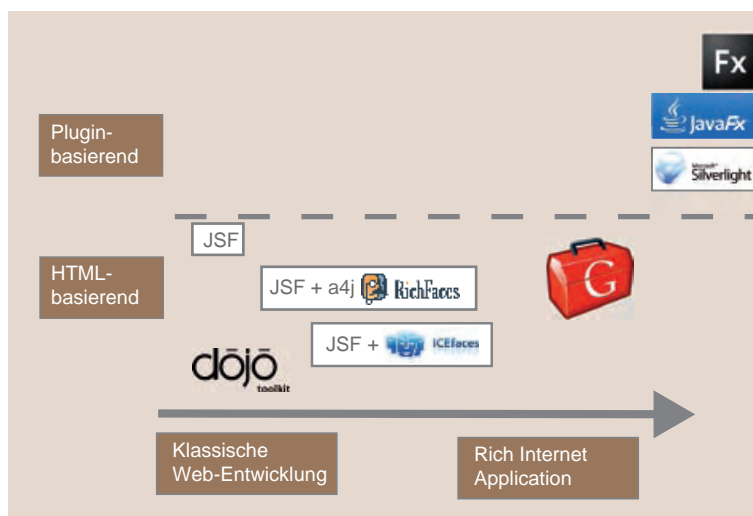 Fx
JavaFx
Plugin-
basierend
Microsoft
Silverlight
JSF
HTML-
basierend
G
JSF + a4j RichFaces
JSF + ICEfaces
dōjō
toolkit
Klassische
Web-Entwicklung
Rich Internet
Application